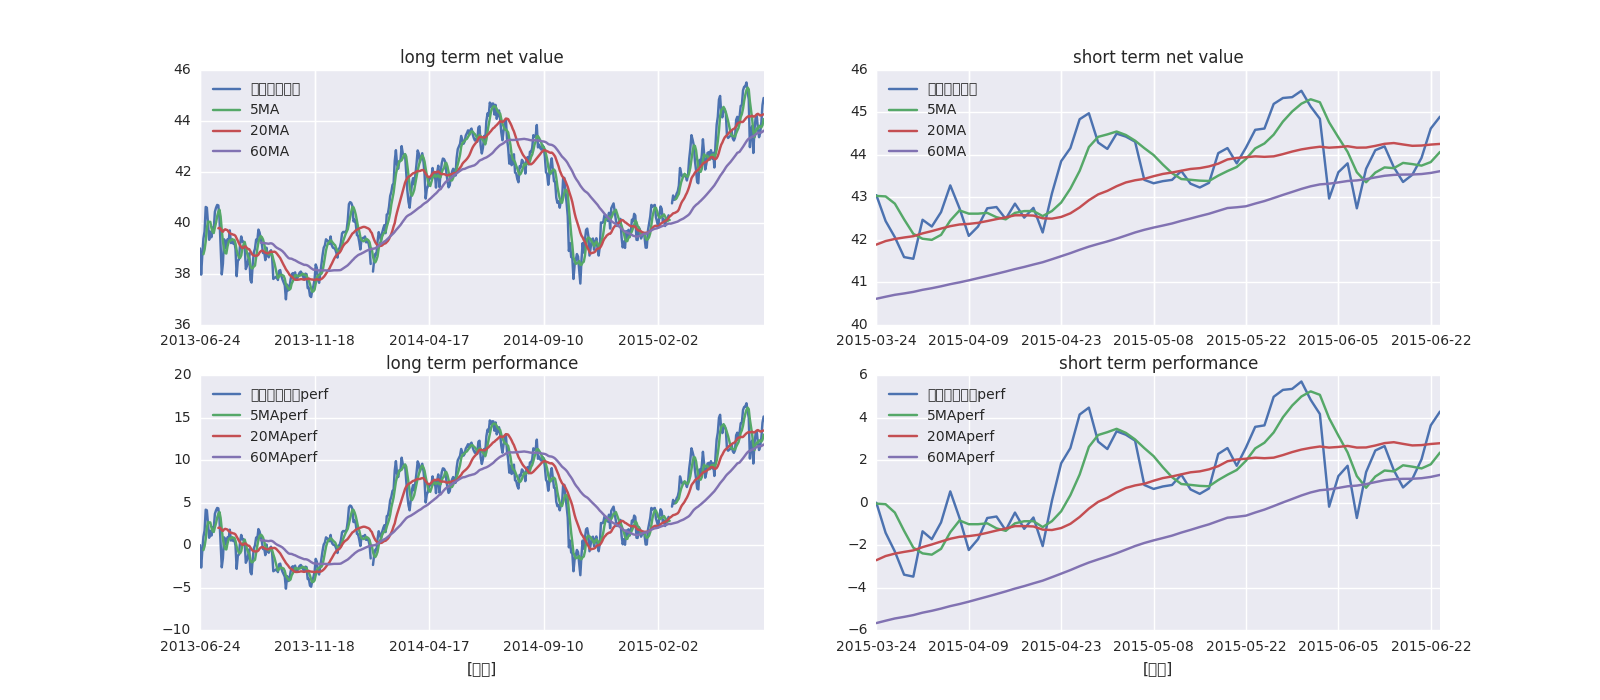 long term net value
46
44
42
40
38
36
5MA
20MA
60MA
2013-06-24 2013-11-18 2014-04-17 2014-09-10 2015-02-02
short term net value
46
45
44
43
42
41
40
5MA
20MA
60MA
2015-03-24 2015-04-09 2015-04-23 2015-05-08 2015-05-22 2015-06-05 2015-06-22
long term performance
20
15
10
5
0
−5
−10
perf
5MAperf
20MAperf
60MAperf
2013-06-24 2013-11-18 2014-04-17 2014-09-10 2015-02-02
[]
short term performance
6
4
2
0
−2
−4
−6
perf
5MAperf
20MAperf
60MAperf
2015-03-24 2015-04-09 2015-04-23 2015-05-08 2015-05-22 2015-06-05 2015-06-22
[]